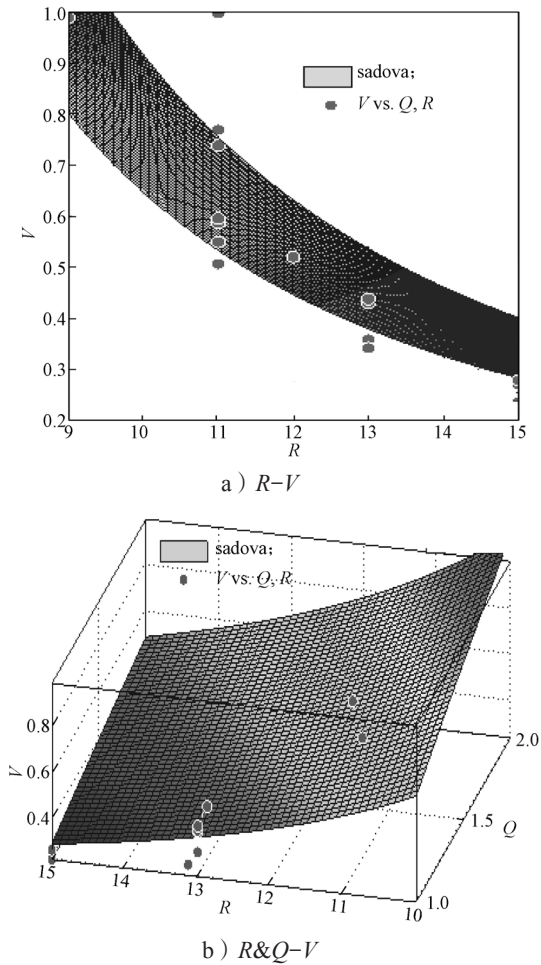 1.0
0.9
0.8
0.7
0.6
0.5
0.4
0.3
0.2
V
sadova；
V vs. Q, R
9 10 11 12 13 14 15
R
a）R−V
sadova；
V vs. Q, R
0.8
0.6
0.4
V
15 14 13 12 11 10
R
1.0
1.5
2.0
Q
b）R&Q−V